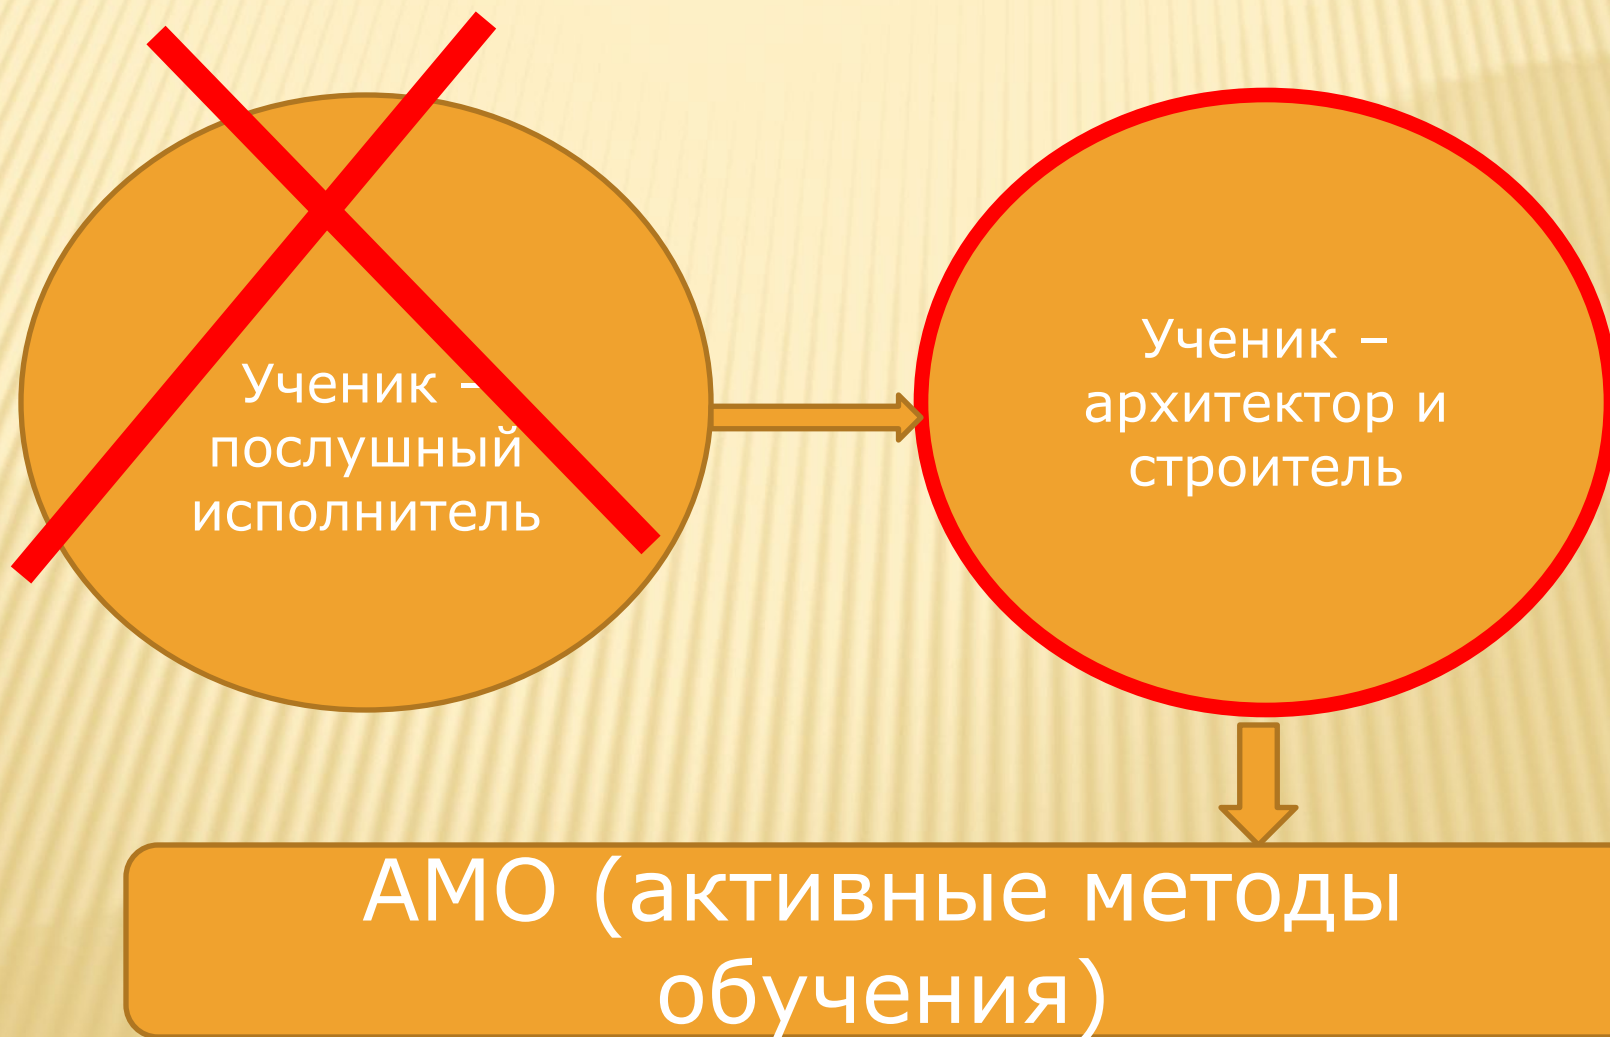 Ученик –
послушный
исполнитель
Ученик –
архитектор и
строитель
АМО (активные методы
обучения)